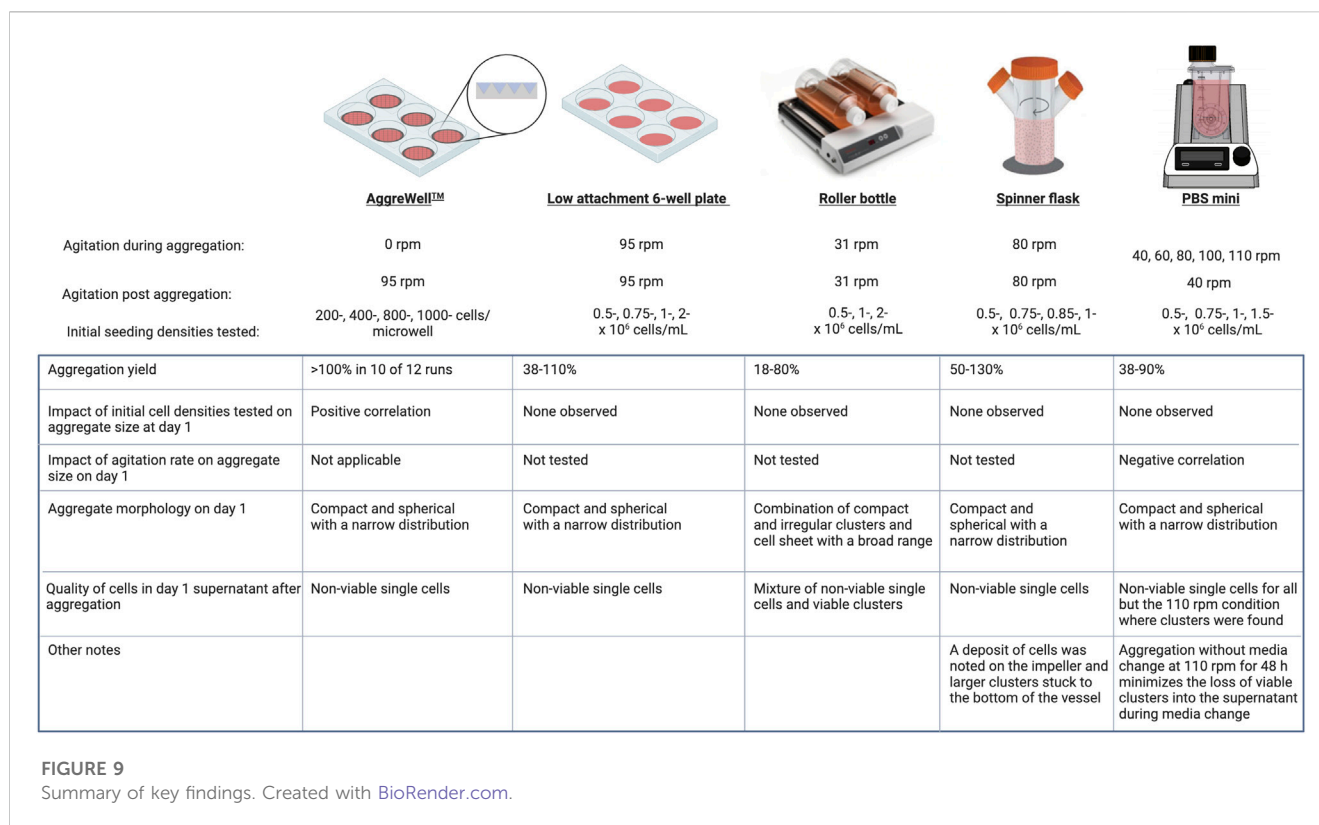 AggreWell™
Low attachment 6-well plate
Roller bottle
Spinner flask
PBS mini
Agitation during aggregation:
0 rpm
95 rpm
31 rpm
80 rpm
40, 60, 80, 100, 110 rpm
Agitation post aggregation:
95 rpm
95 rpm
31 rpm
80 rpm
40 rpm
Initial seeding densities tested:
200-, 400-, 800-, 1000- cells/
microwell
0.5-, 0.75-, 1-, 2-
x 10⁶ cells/mL
0.5-, 1-, 2-
x 10⁶ cells/mL
0.5-, 0.75-, 0.85-, 1-
x 10⁶ cells/mL
0.5-, 0.75-, 1-, 1.5-
x 10⁶ cells/mL
Aggregation yield
>100% in 10 of 12 runs
38-110%
18-80%
50-130%
38-90%
Impact of initial cell densities tested on
aggregate size at day 1
Positive correlation
None observed
None observed
None observed
None observed
Impact of agitation rate on aggregate
size on day 1
Not applicable
Not tested
Not tested
Not tested
Negative correlation
Aggregate morphology on day 1
Compact and spherical
with a narrow distribution
Compact and spherical
with a narrow distribution
Combination of compact
and irregular clusters and
cell sheet with a broad range
Compact and
spherical with a
narrow distribution
Compact and spherical
with a narrow distribution
Quality of cells in day 1 supernatant after
aggregation
Non-viable single cells
Non-viable single cells
Mixture of non-viable single
cells and viable clusters
Non-viable single cells
Non-viable single cells for all
but the 110 rpm condition
where clusters were found
Other notes
A deposit of cells was
noted on the impeller and
larger clusters stuck to
the bottom of the vessel
Aggregation without media
change at 110 rpm for 48 h
minimizes the loss of viable
clusters into the supernatant
during media change
FIGURE 9
Summary of key findings. Created with BioRender.com.